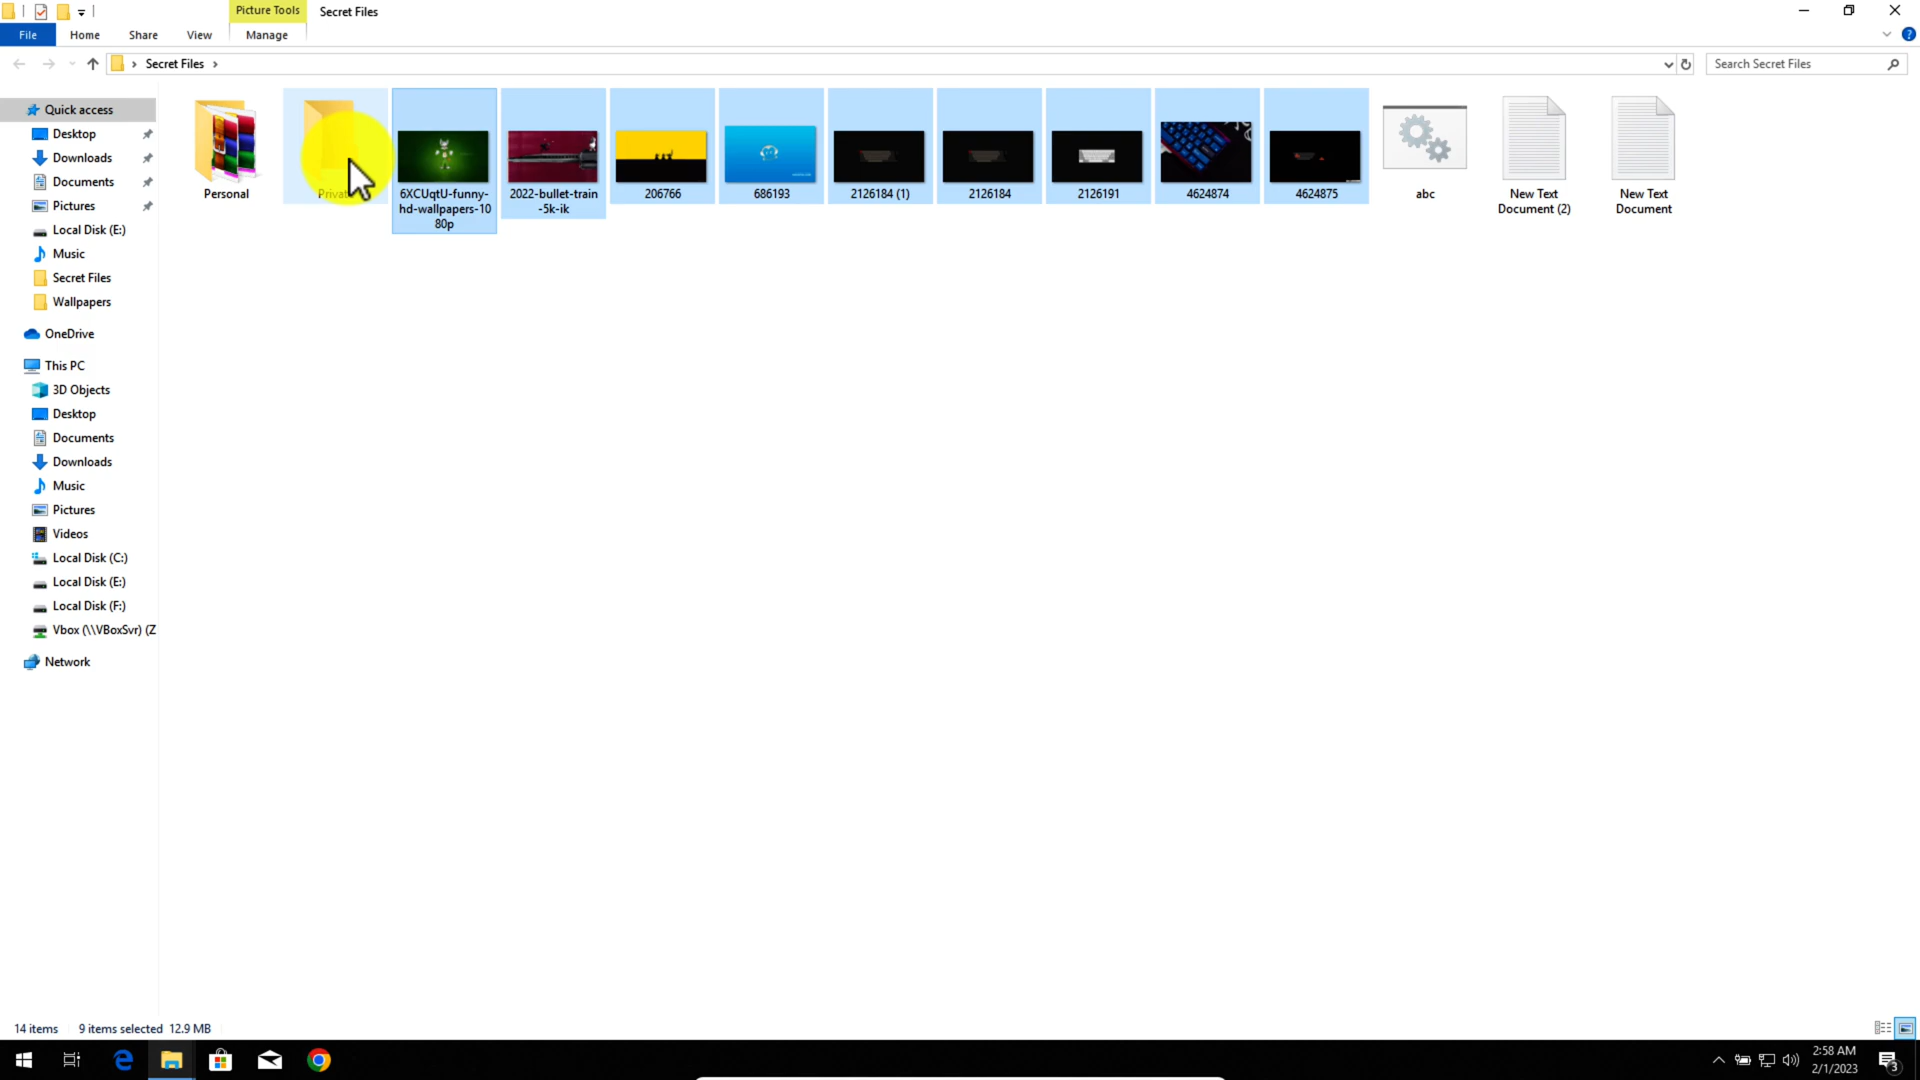 Picture Tools
Secret Files
File
Home
Share
View
Manage
Secret Files
Search Secret Files
Quick access
Desktop
Downloads
Documents
Pictures
Local Disk (E:)
Music
Secret Files
Wallpapers
OneDrive
This PC
3D Objects
Desktop
Documents
Downloads
Music
Pictures
Videos
Local Disk (C:)
Local Disk (E:)
Local Disk (F:)
Vbox (\\VBoxSvr) (Z
Network
Personal
6XCUqtU-funny-
hd-wallpapers-10
80p
2022-bullet-train
-5k-ik
206766
686193
2126184 (1)
2126184
2126191
4624874
4624875
abc
New Text
Document (2)
New Text
Document
14 items
9 items selected 12.9 MB
2:58 AM
2/1/2023
3